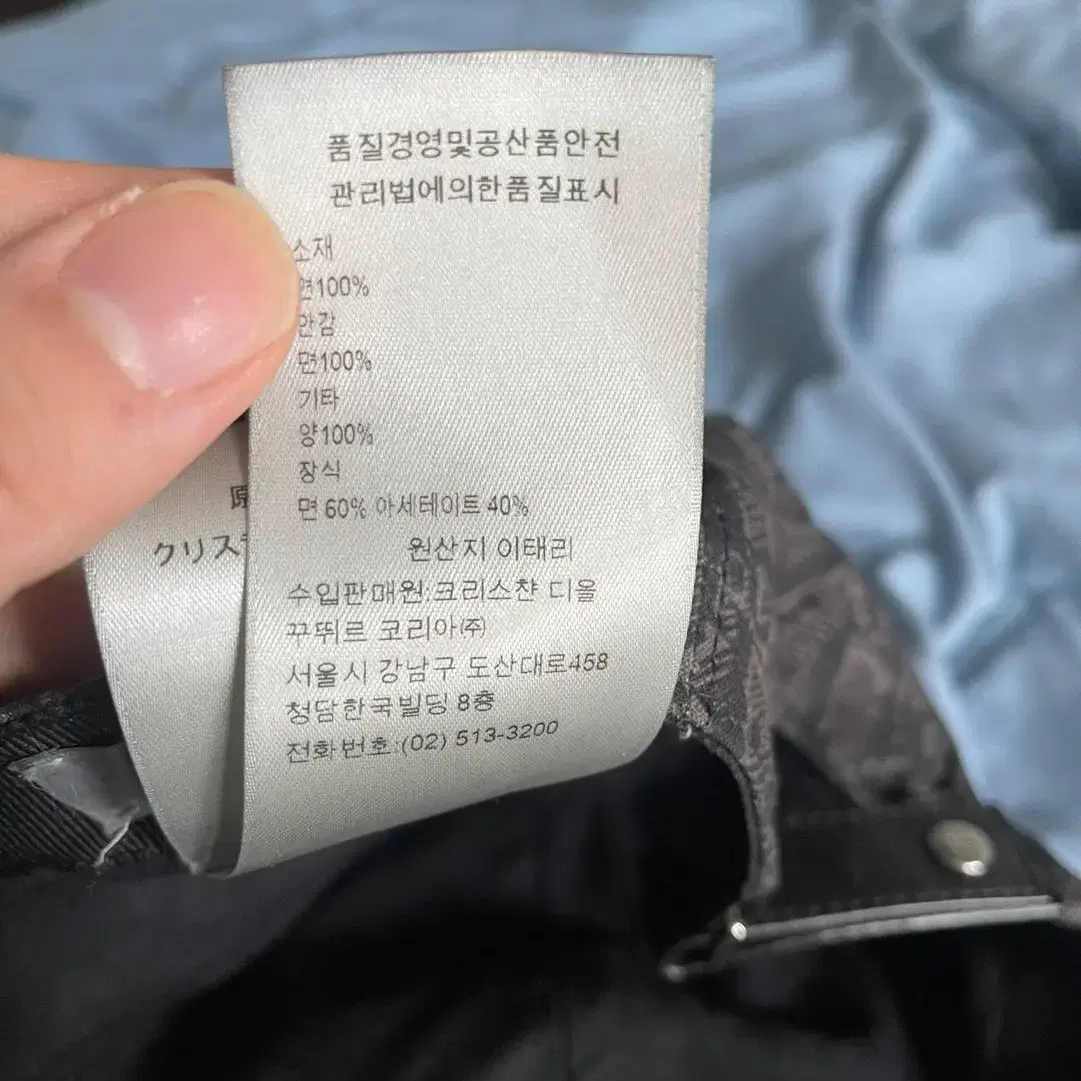 품질경영및공산품안전
관리법에의한품질표시
소재
면100%
안감
면100%
기타
양100%
장식
면 60% 아세테이트 40%
원산지 이태리
수입판매원:크리스챤 디올
꾸뛰르 코리아㈜
서울시 강남구 도산대로458
청담한국빌딩 8층
전화번호:(02) 513-3200
原
クリス